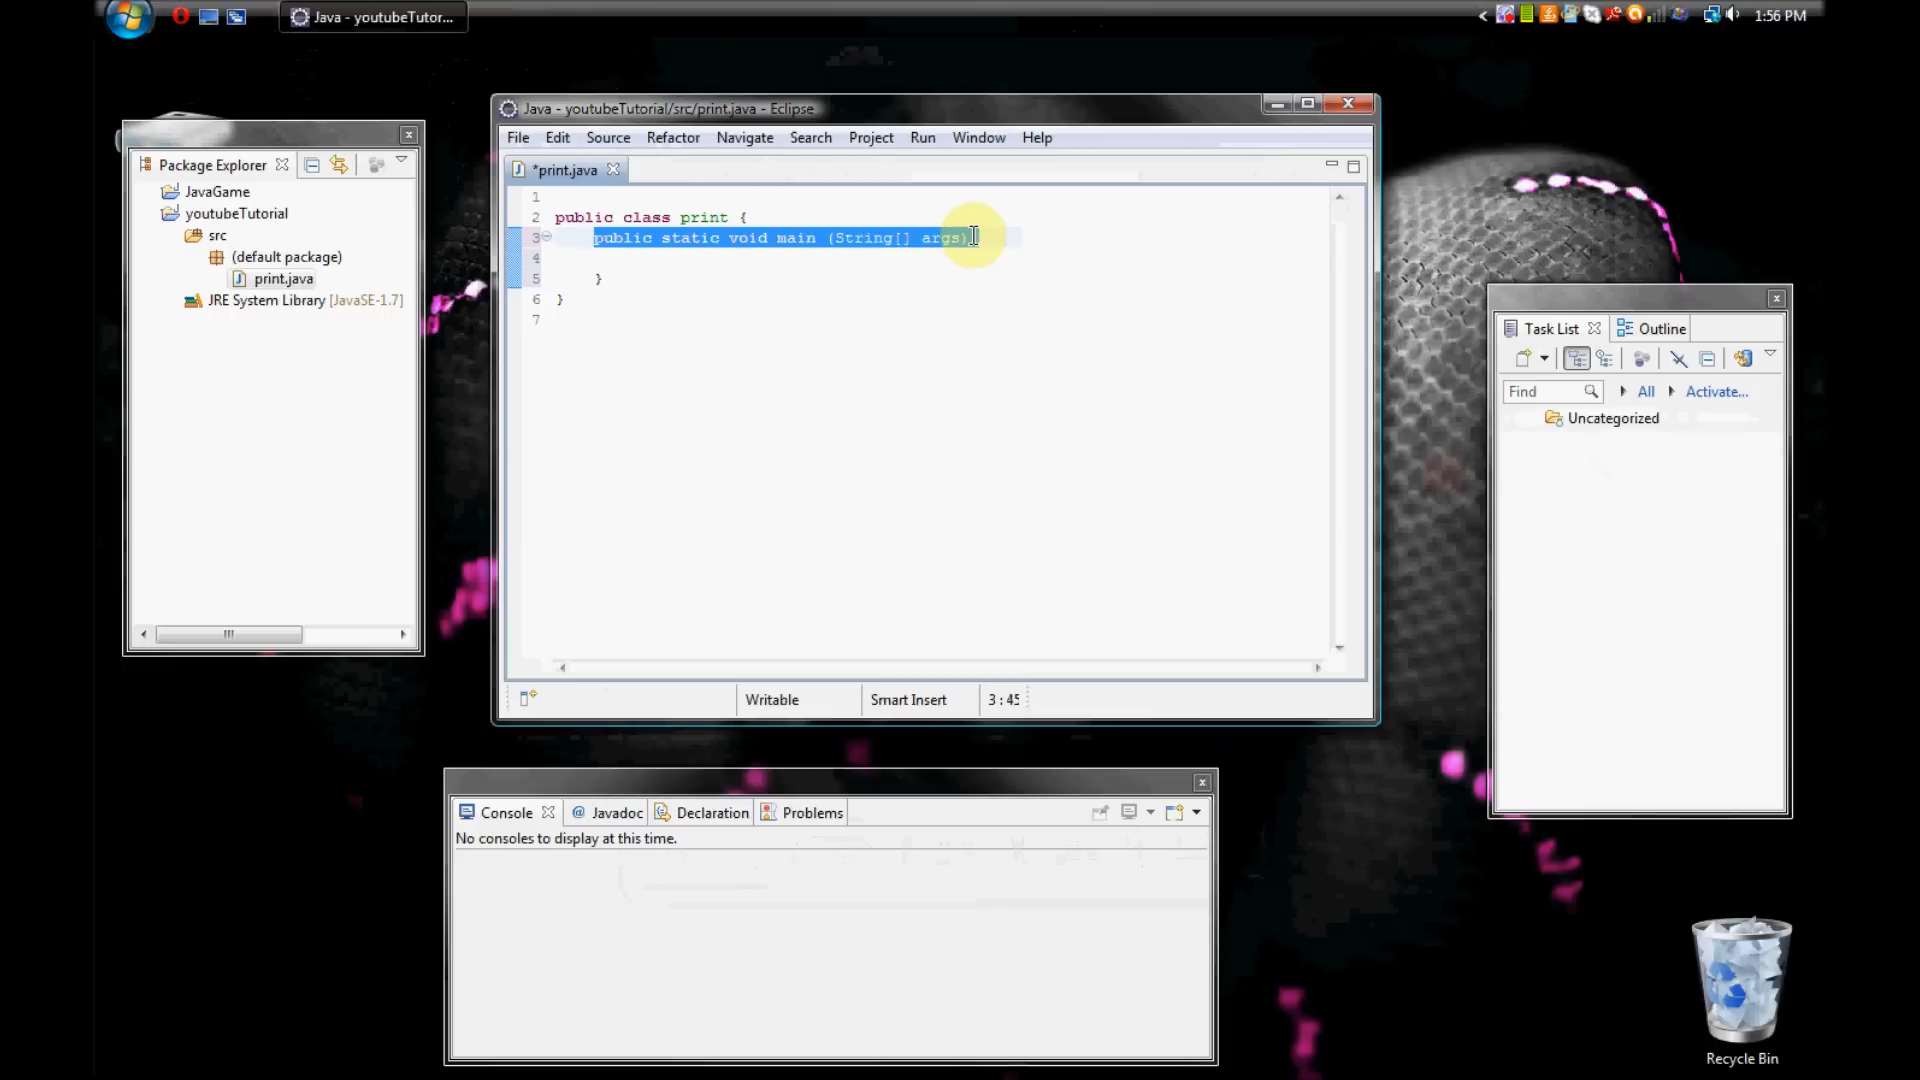 Java - youtubeTutor...
1:56 PM
Java - youtubeTutorial/src/print.java - Eclipse
File Edit Source Refactor Navigate Search Project Run Window Help
Package Explorer
JavaGame
youtubeTutorial
src
(default package)
print.java
JRE System Library [JavaSE-1.7]
*print.java
1
2 public class print {
3 public static void main (String[] args)
4
5 }
6 }
7
Writable Smart Insert 3 : 45
Task List Outline
Find All Activate...
Uncategorized
Console @ Javadoc Declaration Problems
No consoles to display at this time.
Recycle Bin